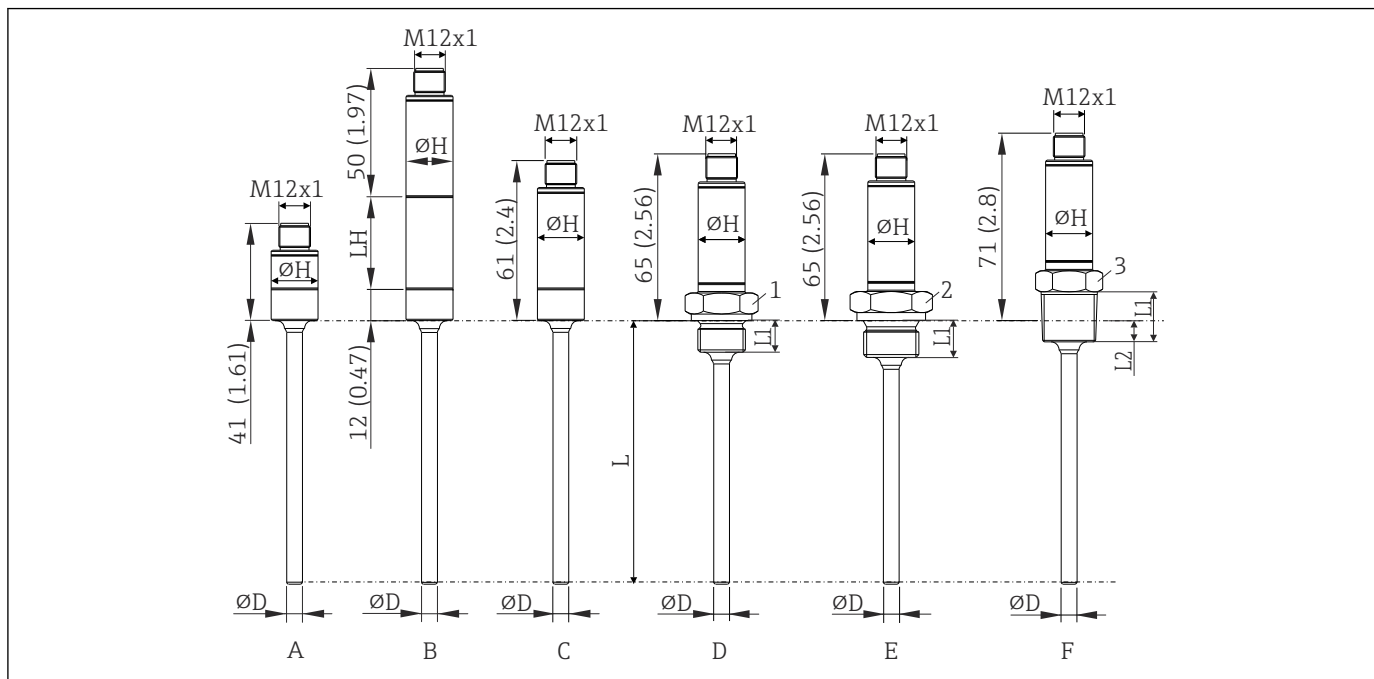 M12x1
50 (1.97)
ØH
LH
12 (0.47)
M12x1
ØH
41 (1.61)
M12x1
61 (2.4)
ØH
M12x1
65 (2.56)
ØH
1
L1
L
M12x1
65 (2.56)
ØH
2
L1
M12x1
71 (2.8)
ØH
3
L1
L2
ØD
ØD
ØD
ØD
ØD
ØD
A
B
C
D
E
F